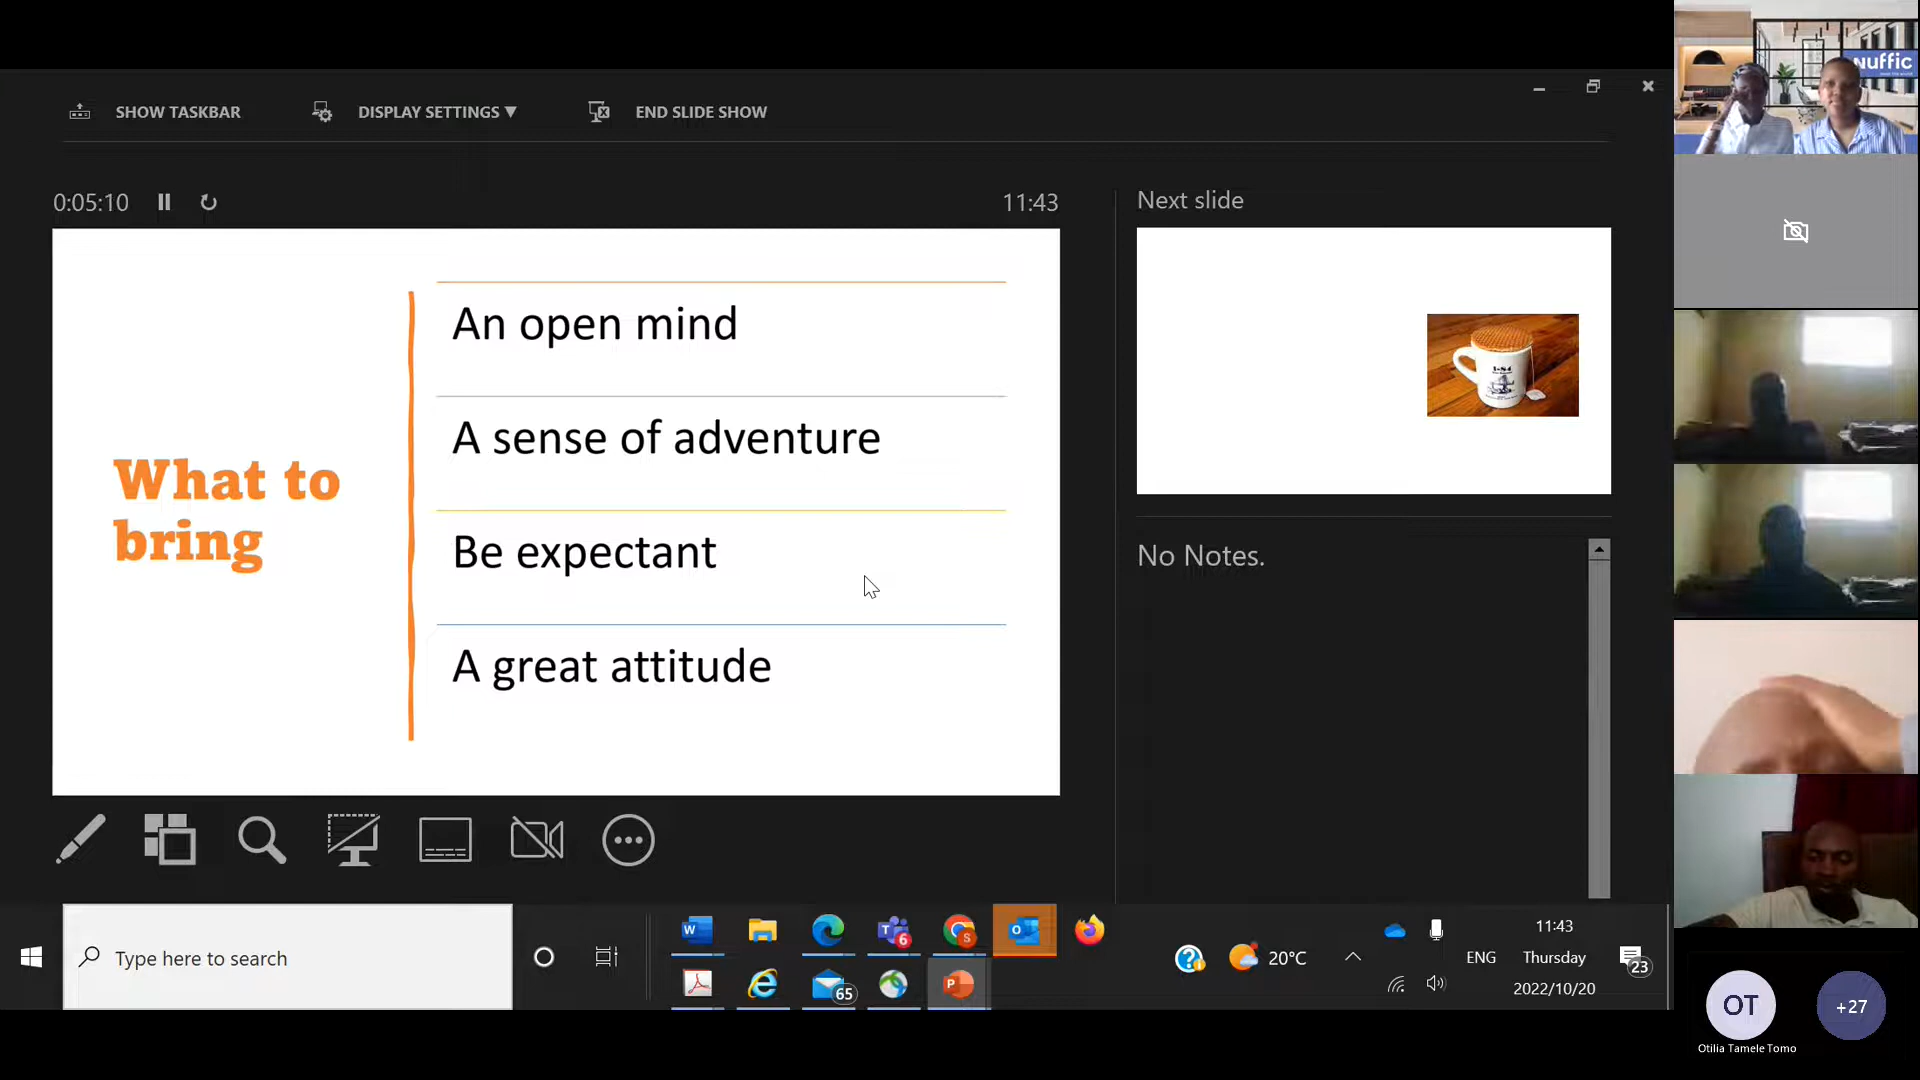 SHOW TASKBAR
DISPLAY SETTINGS ▼
END SLIDE SHOW
0:05:10
11:43
Next slide
What to
bring
An open mind
A sense of adventure
Be expectant
A great attitude
1-84
No Notes.
Type here to search
6
65
20°C
ENG
11:43
Thursday
2022/10/20
23
Nuffic
OT
+27
Otilia Tamele Tomo